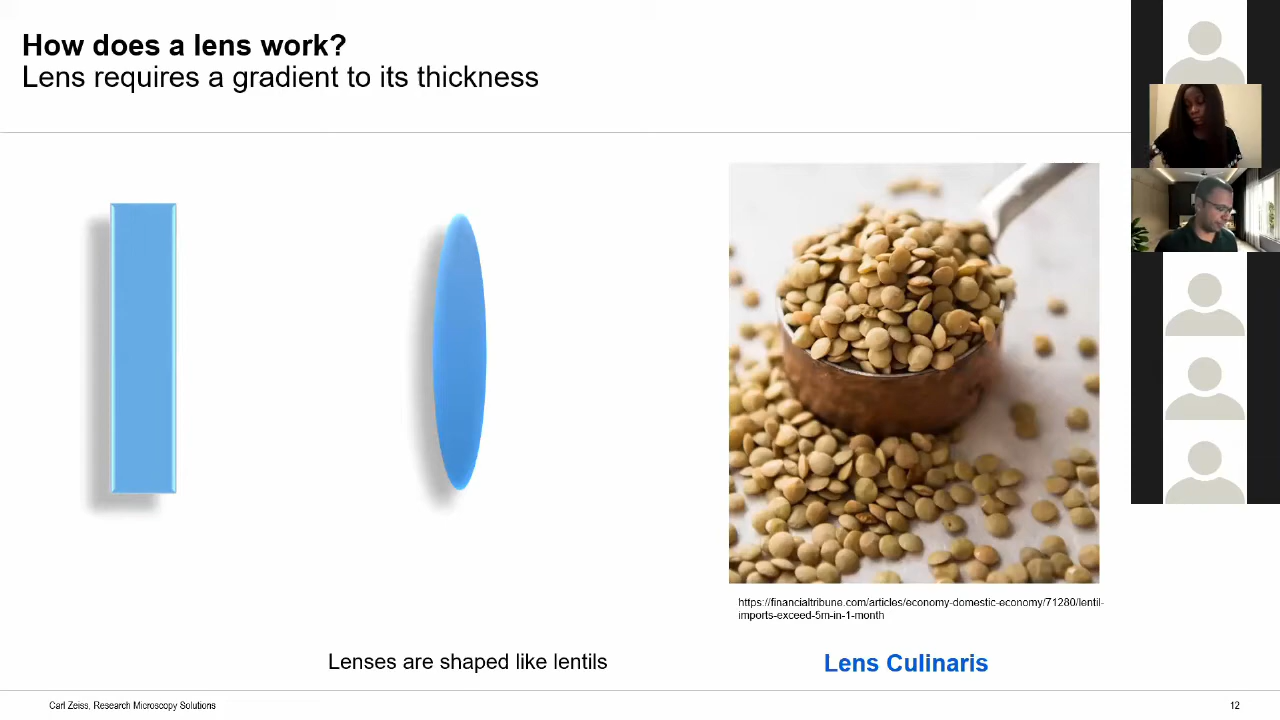 How does a lens work?
Lens requires a gradient to its thickness
https://financialtribune.com/articles/economy-domestic-economy/71280/lentil-
imports-exceed-5m-in-1-month
Lenses are shaped like lentils
Lens Culinaris
Carl Zeiss, Research Microscopy Solutions
12